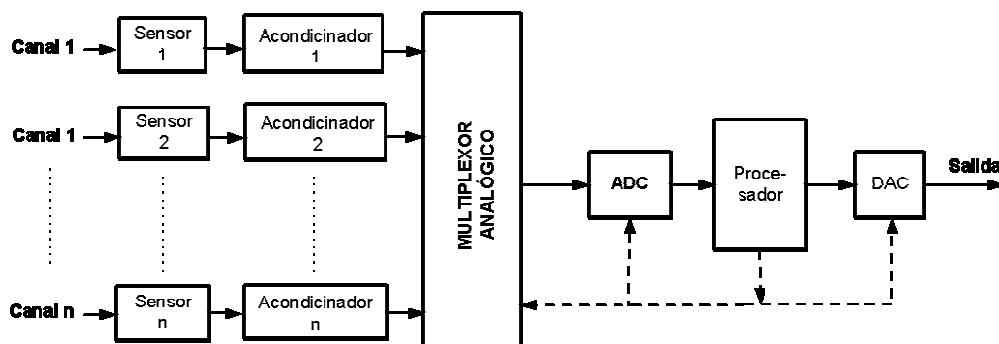 Canal 1
Sensor
1
Acondicinador
1
Canal 1
Sensor
2
Acondicinador
2
Canal n
Sensor
n
Acondicinador
n
MULTIPLEXOR
ANALÓGICO
ADC
Proce-
sador
DAC
Salida